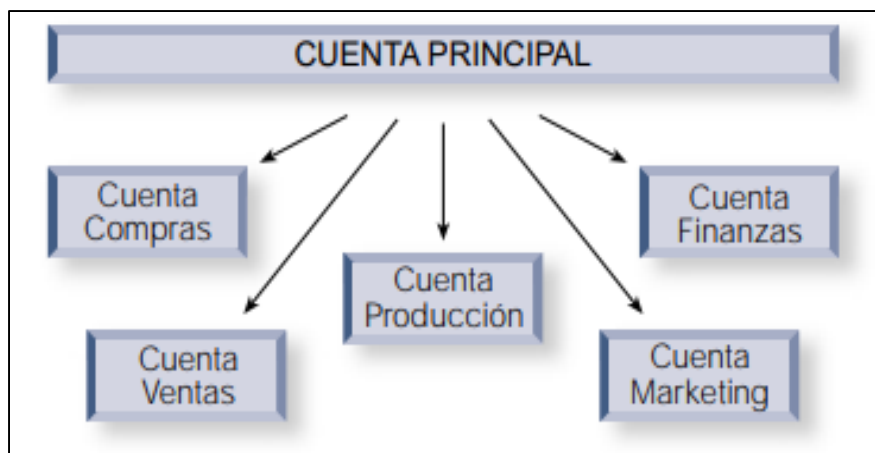 CUENTA PRINCIPAL
Cuenta
Compras
Cuenta
Finanzas
Cuenta
Producción
Cuenta
Ventas
Cuenta
Marketing